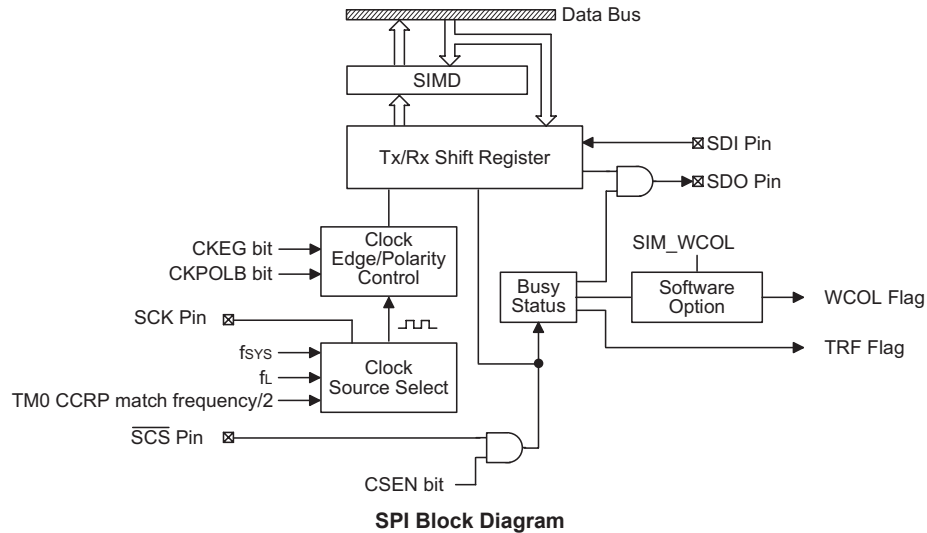 Data Bus
SIMD
Tx/Rx Shift Register
SDI Pin
SDO Pin
CKEG bit
CKPOLB bit
Clock
Edge/Polarity
Control
SIM_WCOL
Busy
Status
Software
Option
WCOL Flag
TRF Flag
SCK Pin
fSYS
fL
TM0 CCRP match frequency/2
Clock
Source Select
SCS Pin
CSEN bit
SPI Block Diagram